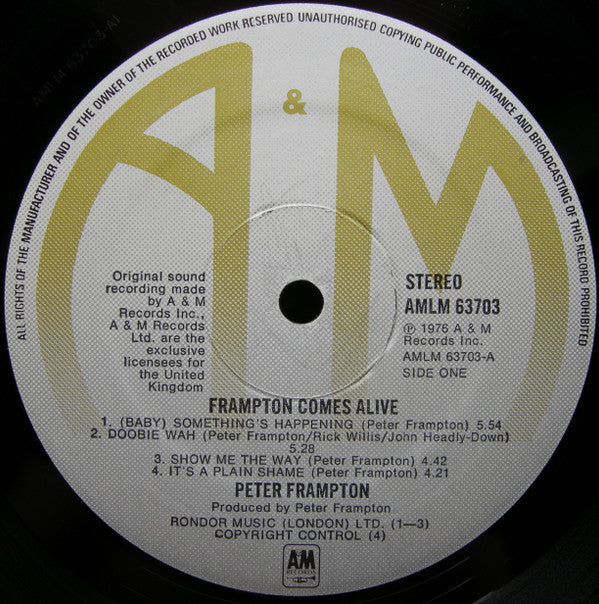 ALL RIGHTS OF THE MANUFACTURER AND OF THE OWNER OF THE RECORDED WORK RESERVED UNAUTHORISED COPYING PUBLIC PERFORMANCE AND BROADCASTING OF THIS RECORD PROHIBITED
AMLM 63703 A1
A & M
Original sound
recording made
by A & M
Records Inc.,
A & M Records
Ltd. are the
exclusive
licensees for
the United
Kingdom
STEREO
AMLM 63703
Ⓟ 1976 A & M
Records Inc.
AMLM 63703-A
SIDE ONE
FRAMPTON COMES ALIVE
1. (BABY) SOMETHING'S HAPPENING (Peter Frampton) 5.54
2. DOOBIE WAH (Peter Frampton/Rick Willis/John Headly-Down)
5.28
3. SHOW ME THE WAY (Peter Frampton) 4.42
4. IT'S A PLAIN SHAME (Peter Frampton) 4.21
PETER FRAMPTON
Produced by Peter Frampton
RONDOR MUSIC (LONDON) LTD. (1—3)
COPYRIGHT CONTROL (4)
AM
RECORDS